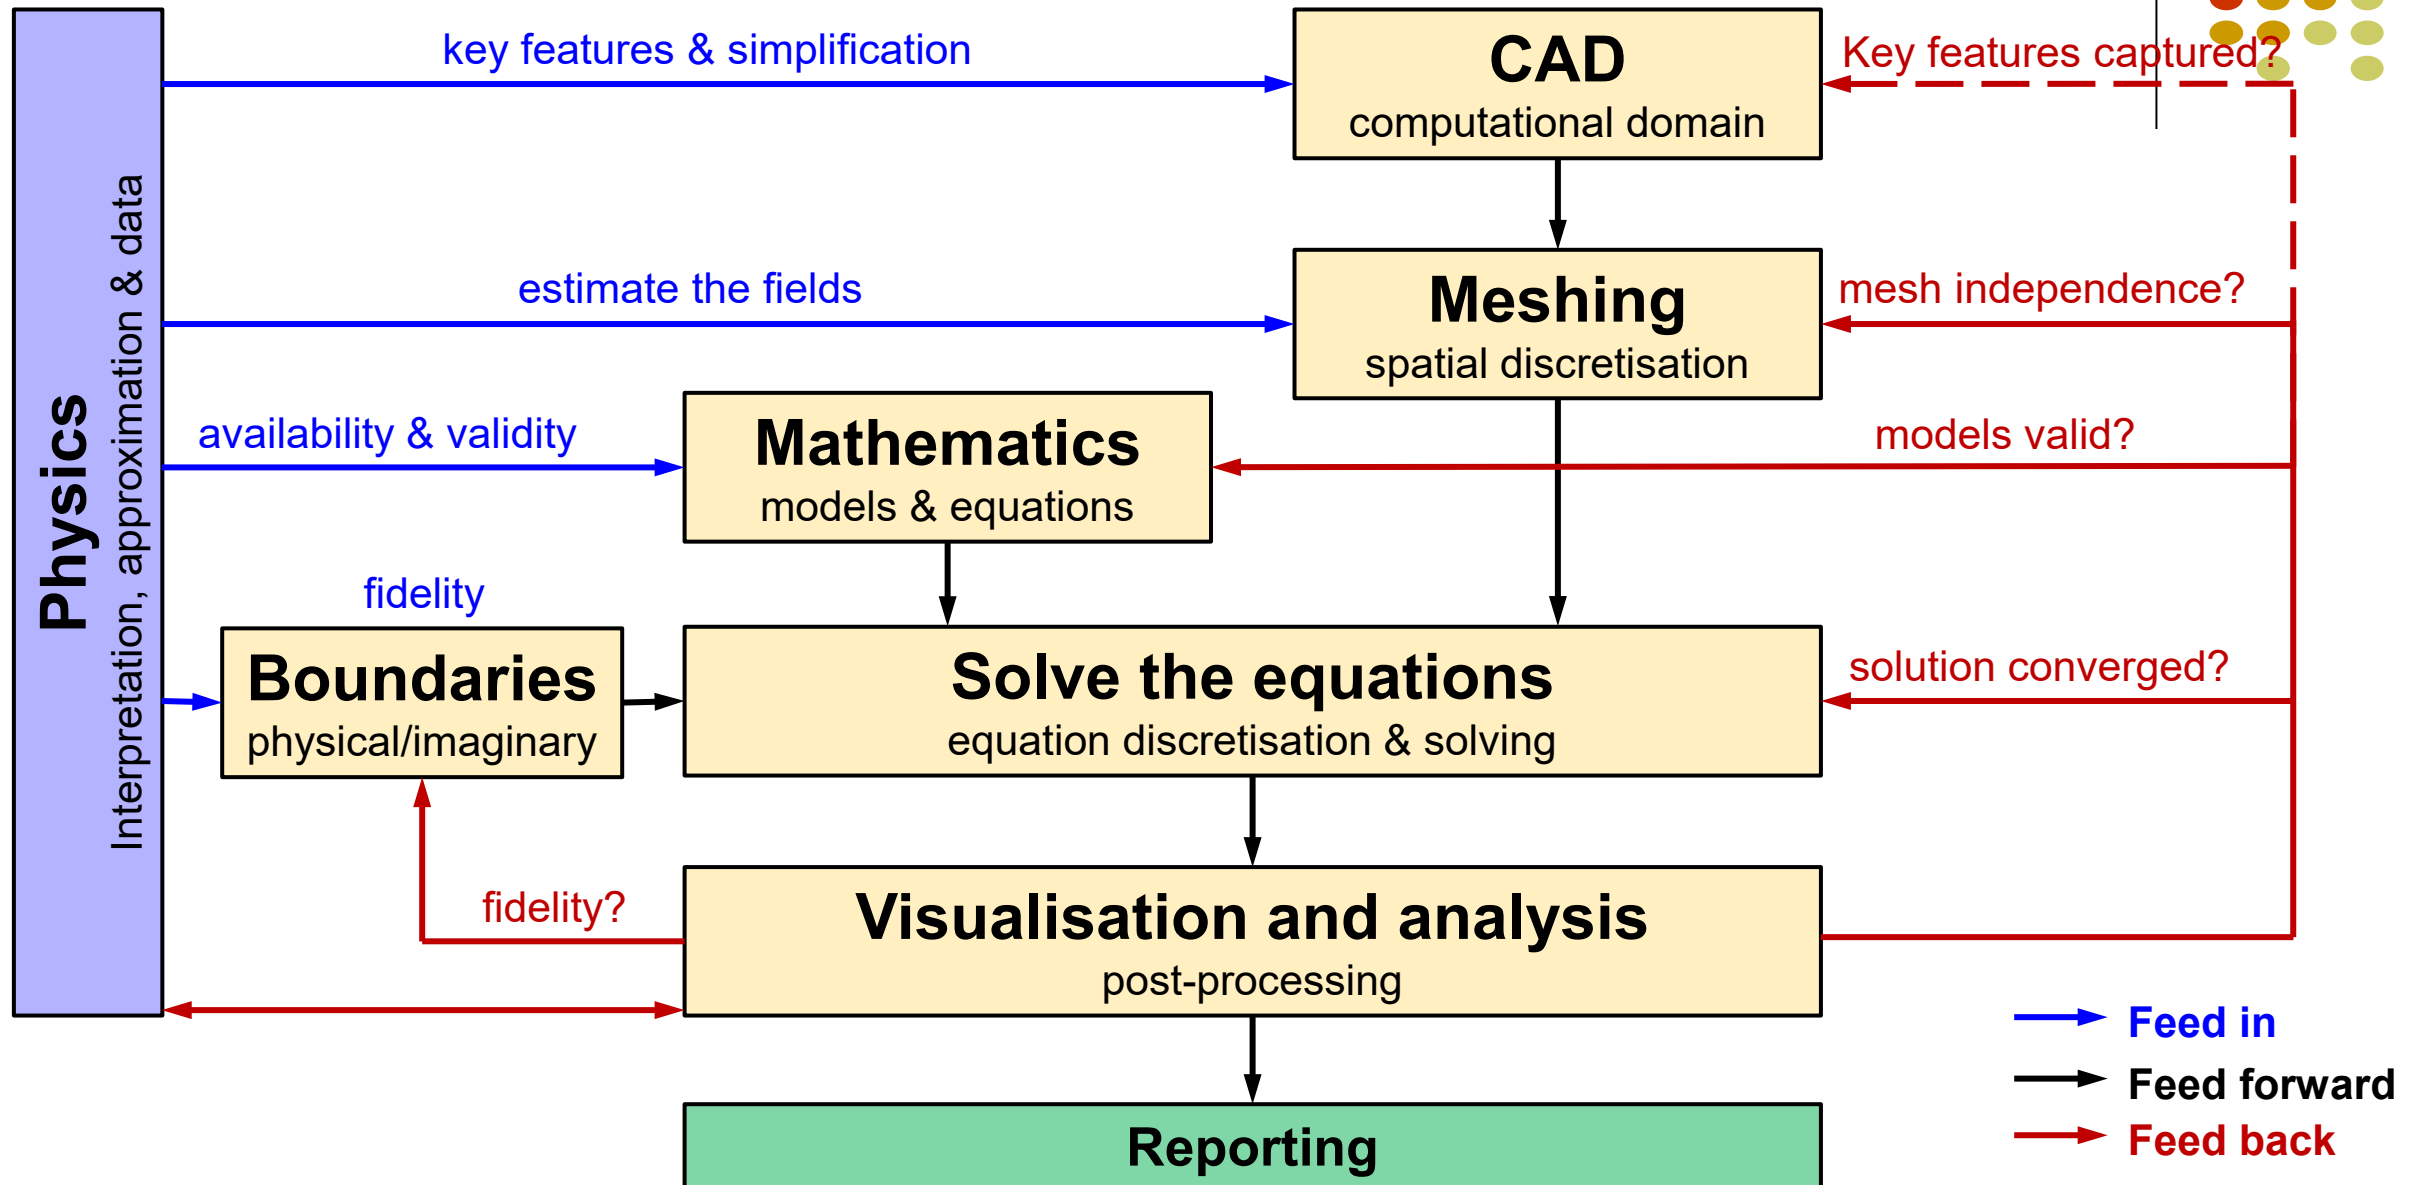 Physics
Interpretation, approximation & data
key features & simplification
CAD
computational domain
Key features captured?
estimate the fields
Meshing
spatial discretisation
mesh independence?
availability & validity
Mathematics
models & equations
models valid?
fidelity
Boundaries
physical/imaginary
Solve the equations
equation discretisation & solving
solution converged?
fidelity?
Visualisation and analysis
post-processing
Reporting
Feed in
Feed forward
Feed back